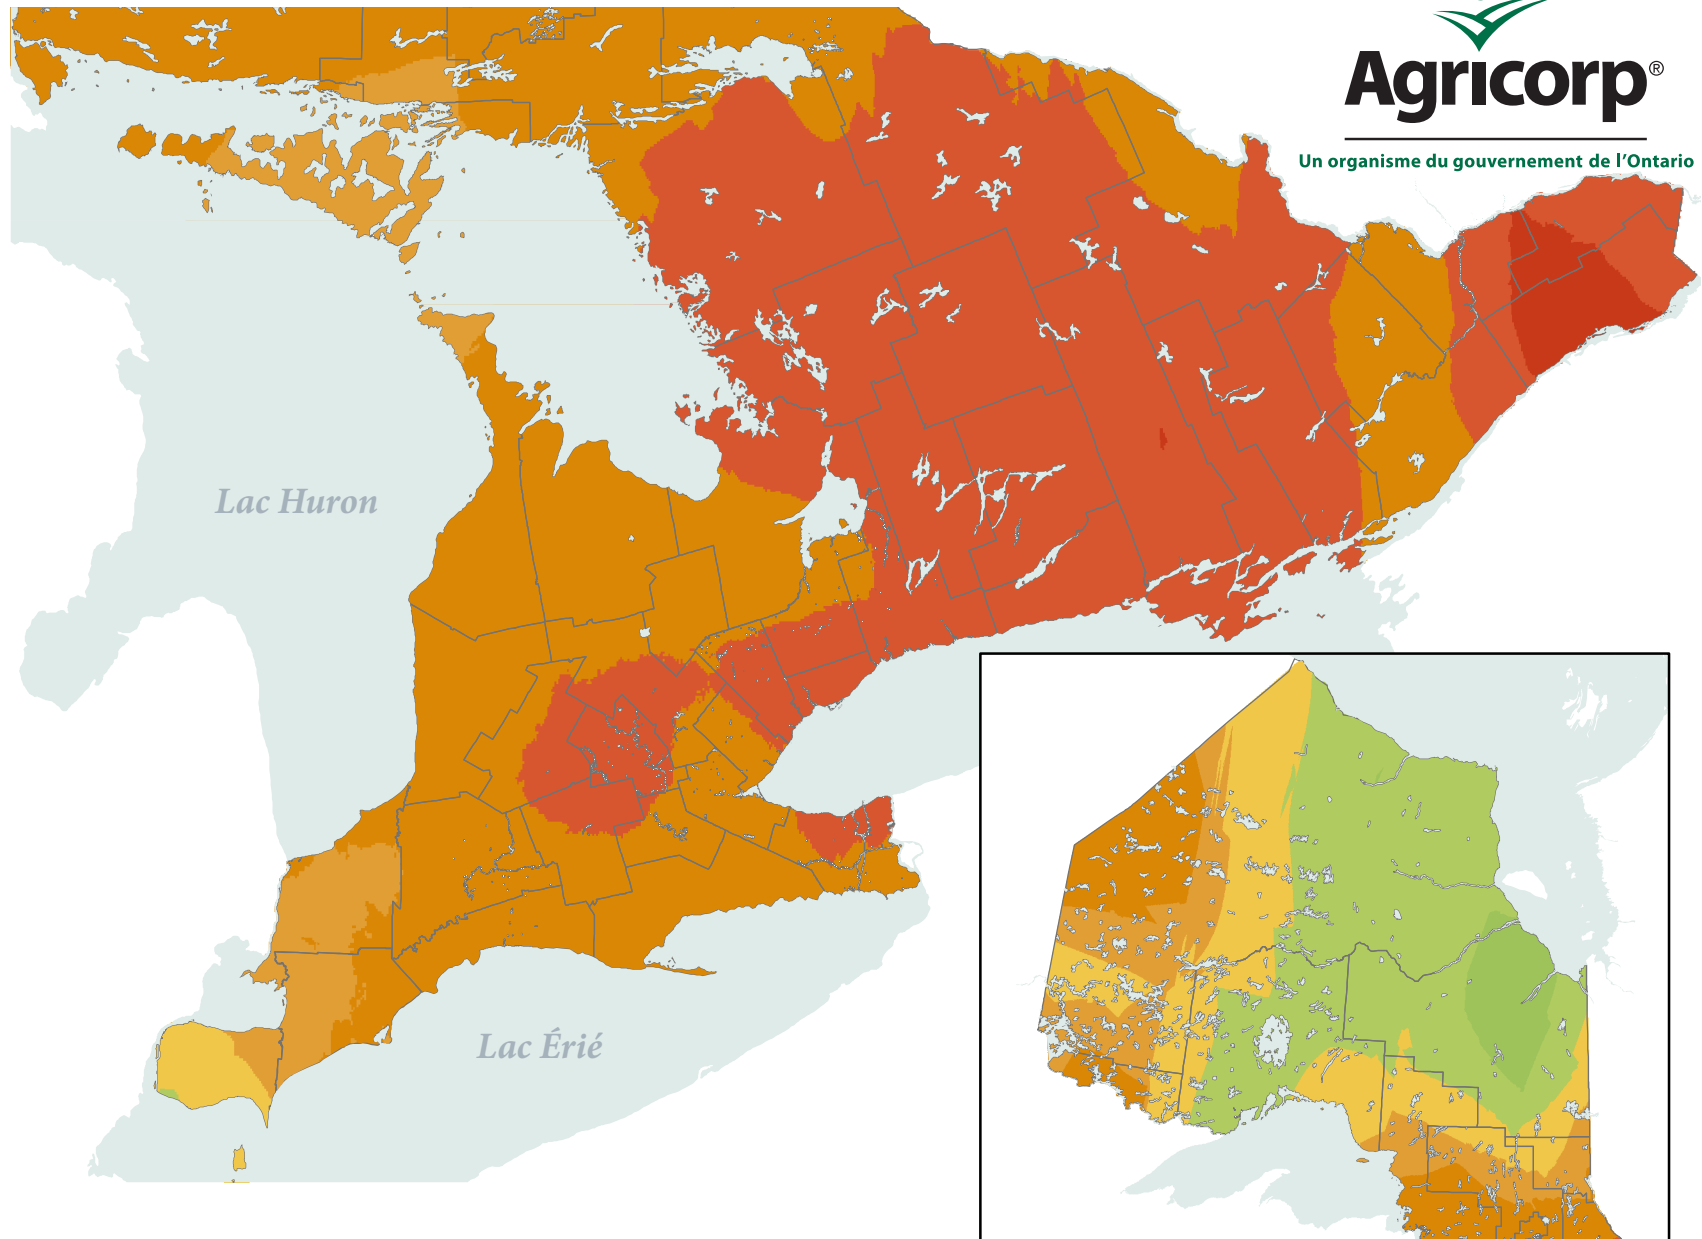 Agricorp®
Un organisme du gouvernement de l'Ontario
Lac Huron
Lac Érié